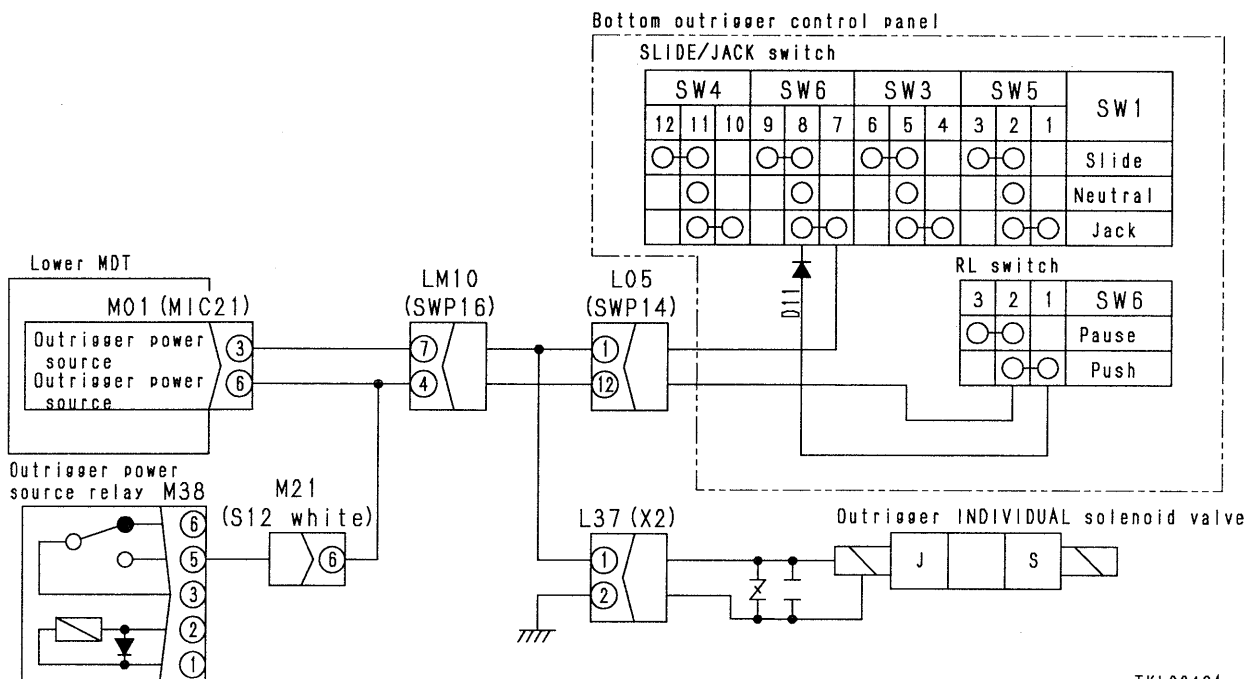 Bottom outrigger control panel
SLIDE/JACK switch
SW4 SW6 SW3 SW5 SW1
12 11 10 9 8 7 6 5 4 3 2 1
Slide
Neutral
Jack
RL switch
3 2 1 SW6
Pause
Push
D11
Lower MDT
M01 (MIC21)
Outrigger power
source
3
Outrigger power
source
6
LM10
(SWP16)
7
4
L05
(SWP14)
1
12
Outrigger power
source relay M38
6
5
3
2
1
M21
(S12 white)
6
L37 (X2)
1
2
Outrigger INDIVIDUAL solenoid valve
J S